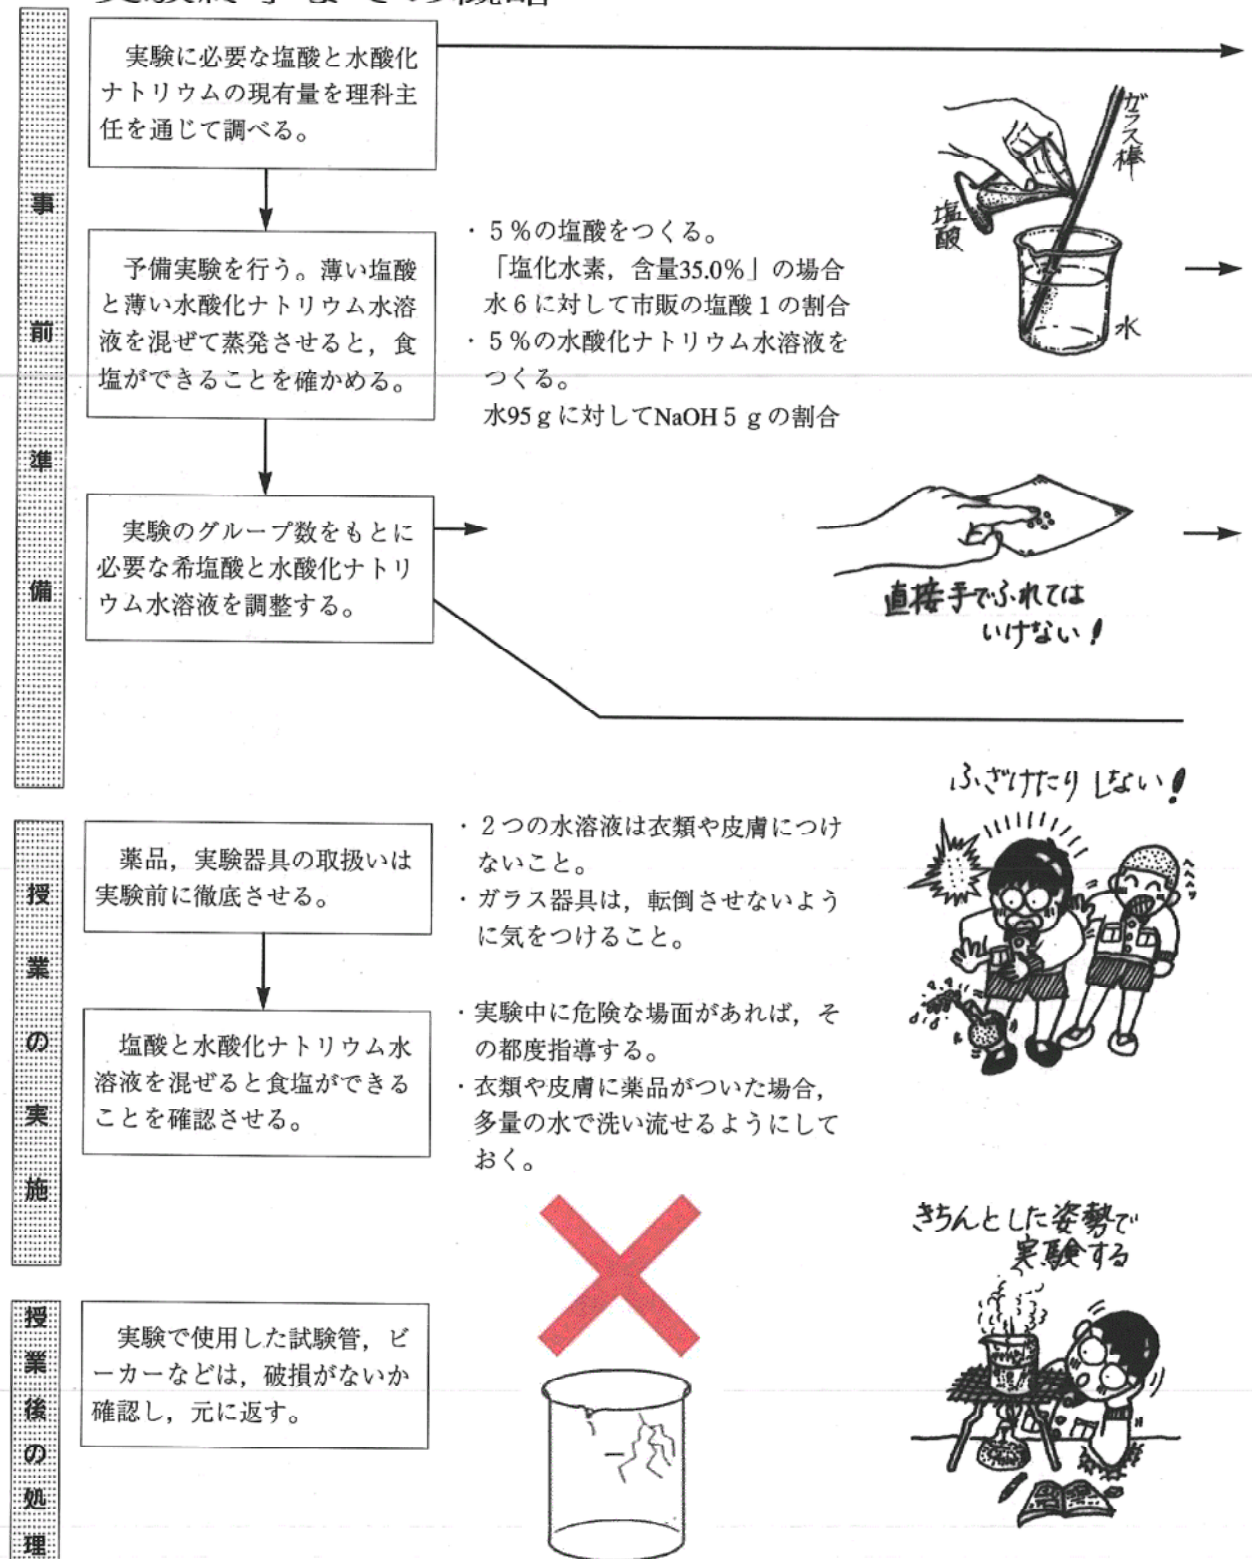 事前準備
実験に必要な塩酸と水酸化
ナトリウムの現有量を理科主
任を通じて調べる。
ガラス棒
塩酸
水
予備実験を行う。薄い塩酸
と薄い水酸化ナトリウム水溶
液を混ぜて蒸発させると，食
塩ができることを確かめる。
・５％の塩酸をつくる。
「塩化水素，含量35.0％」の場合
水６に対して市販の塩酸１の割合
・５％の水酸化ナトリウム水溶液を
つくる。
水95ｇに対してNaOH５ｇの割合
実験のグループ数をもとに
必要な希塩酸と水酸化ナトリ
ウム水溶液を調整する。
直接手でふれては
いけない！
授業の実施
薬品，実験器具の取扱いは
実験前に徹底させる。
・２つの水溶液は衣類や皮膚につけ
ないこと。
・ガラス器具は，転倒させないよう
に気をつけること。
ふざけたりしない！
塩酸と水酸化ナトリウム水
溶液を混ぜると食塩ができる
ことを確認させる。
・実験中に危険な場面があれば，そ
の都度指導する。
・衣類や皮膚に薬品がついた場合，
多量の水で洗い流せるようにして
おく。
きちんとした姿勢で
実験する
授業後の処理
実験で使用した試験管，ビ
ーカーなどは，破損がないか
確認し，元に返す。